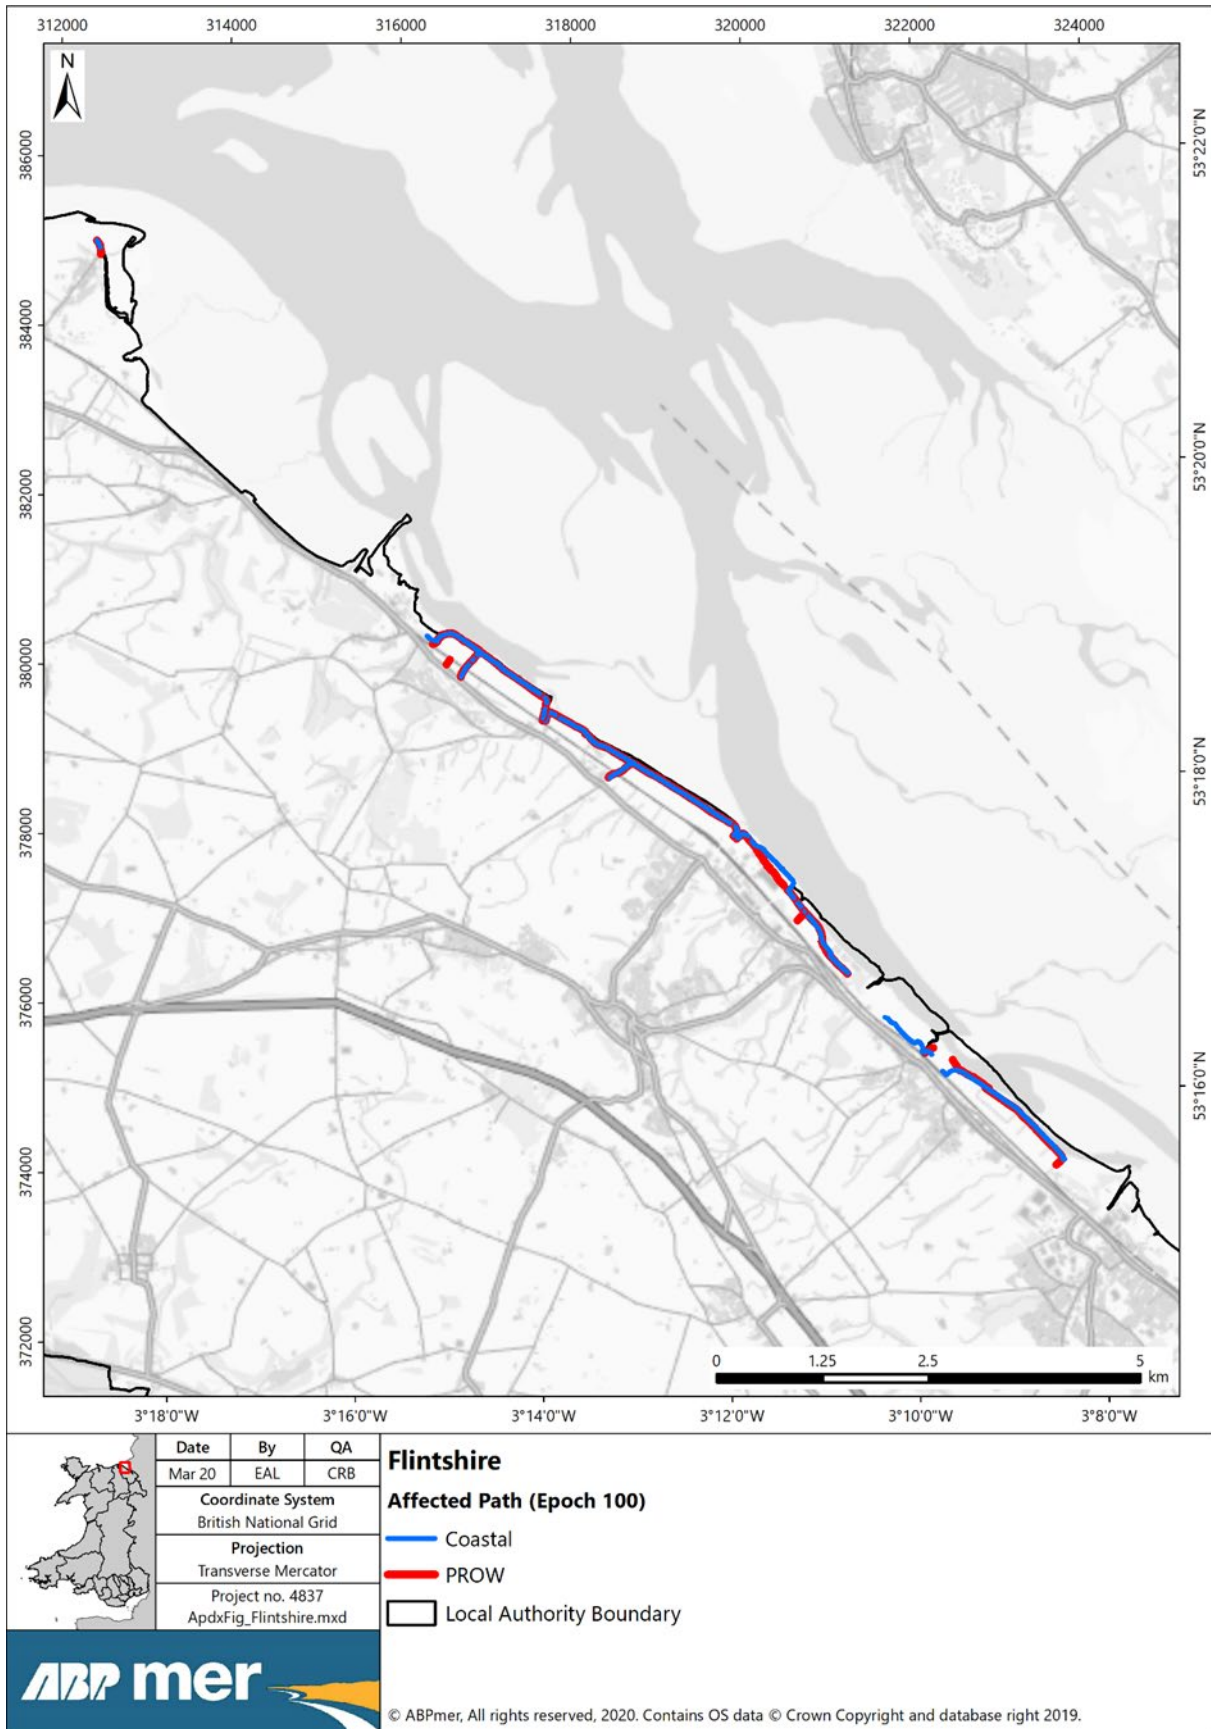 312000 314000 316000 318000 320000 322000 324000
N
386000
384000
382000
380000
378000
376000
374000
372000
53°22'0"N
53°20'0"N
53°18'0"N
53°16'0"N
0 1.25 2.5 5
km
3°18'0"W 3°16'0"W 3°14'0"W 3°12'0"W 3°10'0"W 3°8'0"W
Date By QA
Mar 20 EAL CRB
Coordinate System
British National Grid
Projection
Transverse Mercator
Project no. 4837
ApdxFig_Flintshire.mxd
ABPmer
Flintshire
Affected Path (Epoch 100)
Coastal
PROW
Local Authority Boundary
© ABPmer, All rights reserved, 2020. Contains OS data © Crown Copyright and database right 2019.